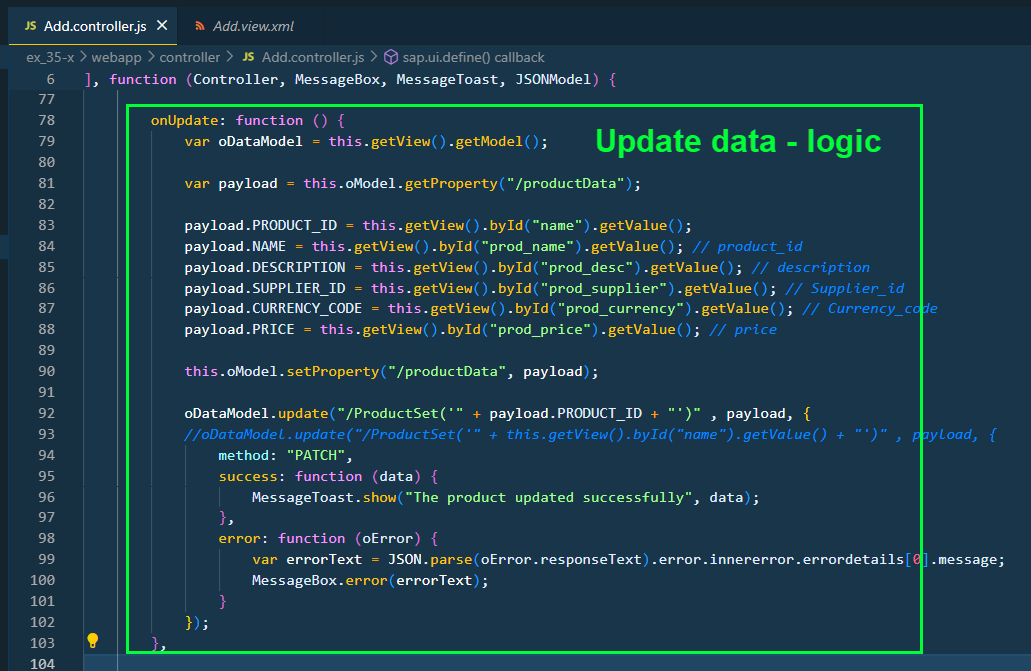 JS Add.controller.js × Add.view.xml
ex_35-x > webapp > controller > JS Add.controller.js > sap.ui.define() callback
6 ], function (Controller, MessageBox, MessageToast, JSONModel) {
77
78 onUpdate: function () {
79 var oDataModel = this.getView().getModel();
Update data - logic
80
81 var payload = this.oModel.getProperty("/productData");
82
83 payload.PRODUCT_ID = this.getView().byId("name").getValue();
84 payload.NAME = this.getView().byId("prod_name").getValue(); // product_id
85 payload.DESCRIPTION = this.getView().byId("prod_desc").getValue(); // description
86 payload.SUPPLIER_ID = this.getView().byId("prod_supplier").getValue(); // Supplier_id
87 payload.CURRENCY_CODE = this.getView().byId("prod_currency").getValue(); // Currency_code
88 payload.PRICE = this.getView().byId("prod_price").getValue(); // price
89
90 this.oModel.setProperty("/productData", payload);
91
92 oDataModel.update("/ProductSet('" + payload.PRODUCT_ID + "')" , payload, {
93 //oDataModel.update("/ProductSet('" + this.getView().byId("name").getValue() + "')" , payload, {
94 method: "PATCH",
95 success: function (data) {
96 MessageToast.show("The product updated successfully", data);
97 },
98 error: function (oError) {
99 var errorText = JSON.parse(oError.responseText).error.innererror.errordetails[0].message;
100 MessageBox.error(errorText);
101 }
102 });
103 },
104